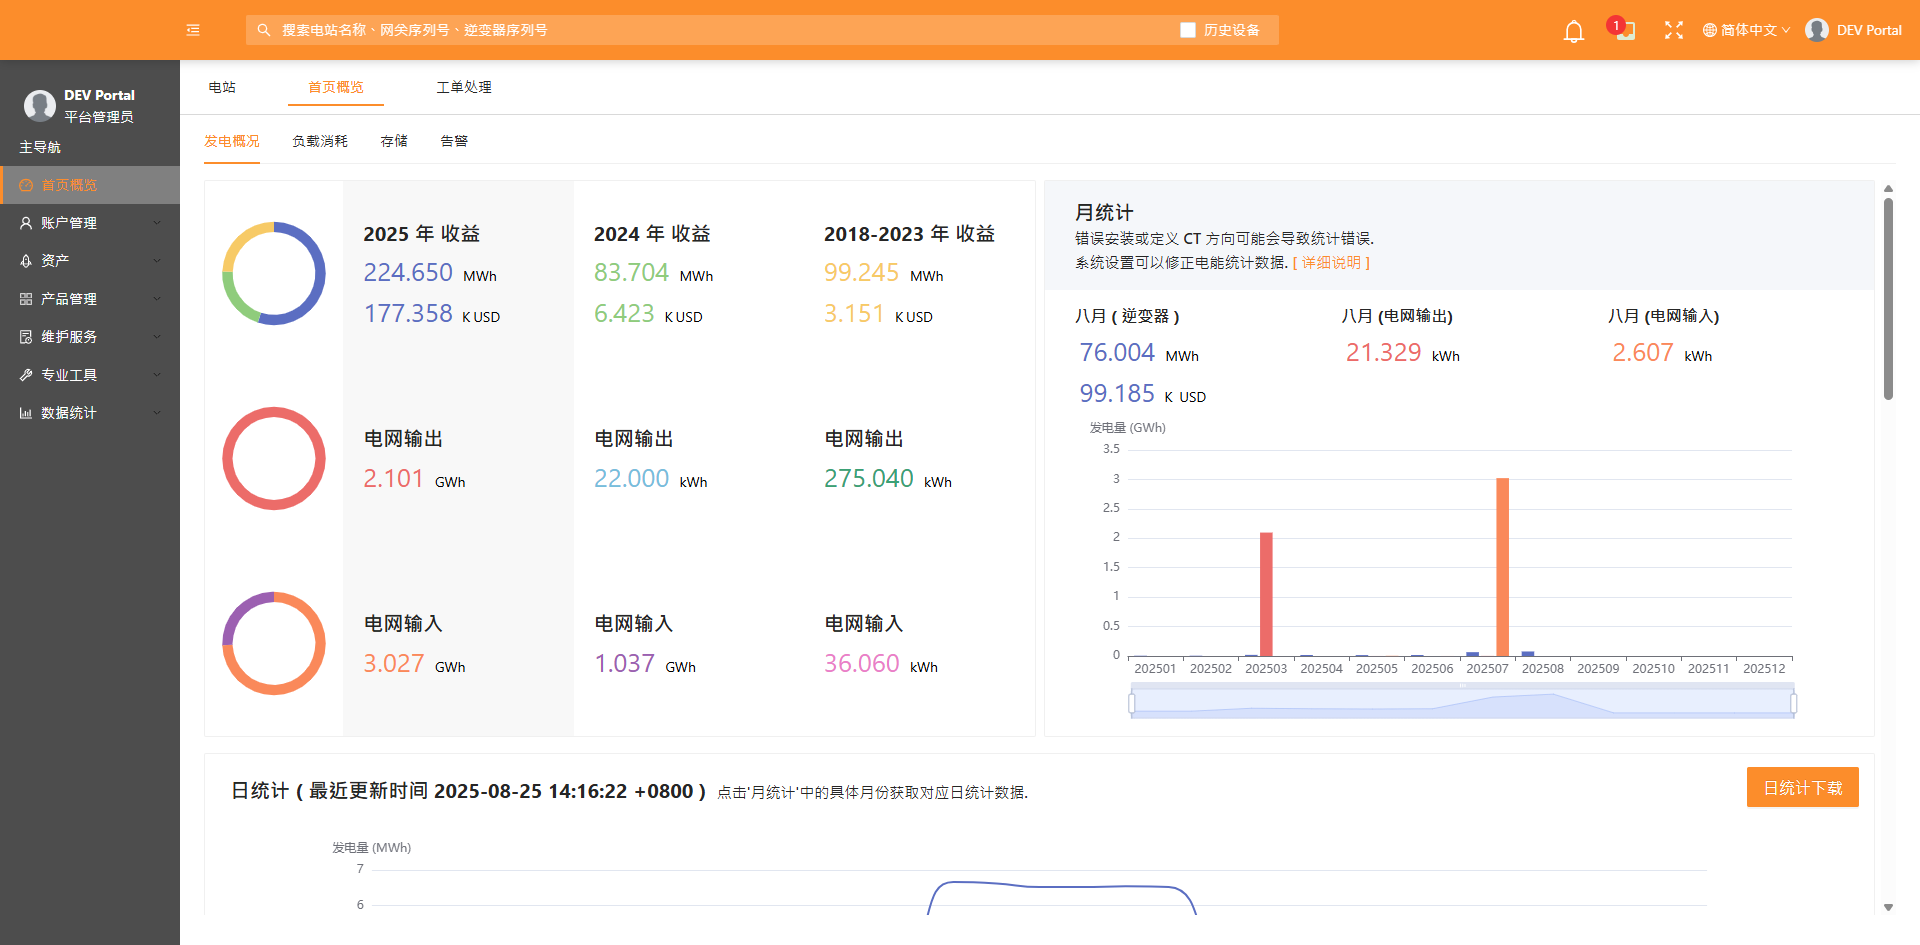 搜索电站名称、网关序列号、逆变器序列号
历史设备
1
简体中文
DEV Portal
DEV Portal
平台管理员
主导航
首页概览
账户管理
资产
产品管理
维护服务
专业工具
数据统计
电站
首页概览
工单处理
发电概况
负载消耗
存储
告警
2025 年 收益
224.650 MWh
177.358 K USD
2024 年 收益
83.704 MWh
6.423 K USD
2018-2023 年 收益
99.245 MWh
3.151 K USD
电网输出
2.101 GWh
电网输出
22.000 kWh
电网输出
275.040 kWh
电网输入
3.027 GWh
电网输入
1.037 GWh
电网输入
36.060 kWh
月统计
错误安装或定义 CT 方向可能会导致统计错误.
系统设置可以修正电能统计数据. [ 详细说明 ]
八月 ( 逆变器 )
76.004 MWh
99.185 K USD
八月 (电网输出)
21.329 kWh
八月 (电网输入)
2.607 kWh
发电量 (GWh)
3.5
3
2.5
2
1.5
1
0.5
0
202501 202502 202503 202504 202505 202506 202507 202508 202509 202510 202511 202512
日统计 ( 最近更新时间 2025-08-25 14:16:22 +0800 ) 点击'月统计'中的具体月份获取对应日统计数据.
日统计下载
发电量 (MWh)
7
6